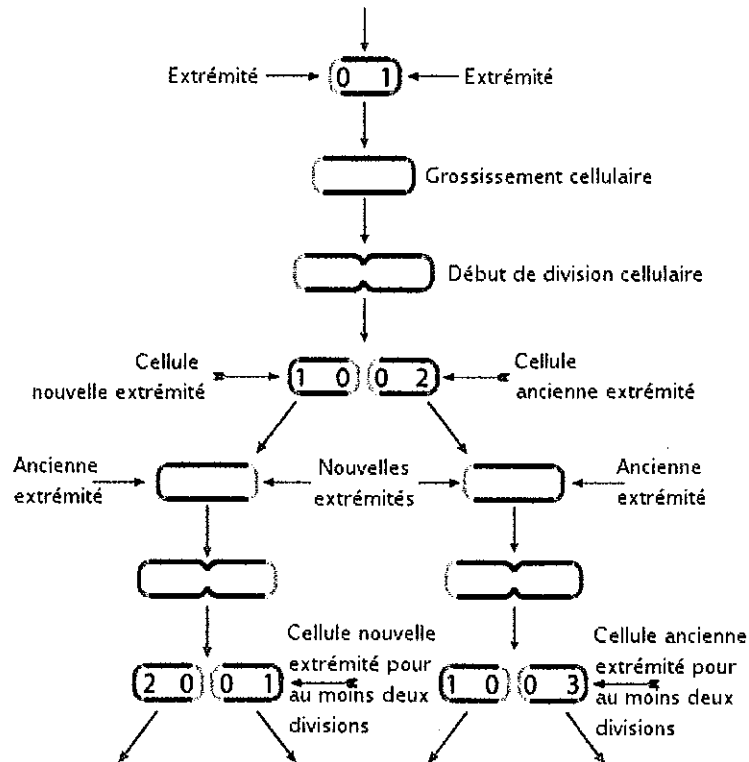 Extrémité 0 1 Extrémité
Grossissement cellulaire
Début de division cellulaire
Cellule
nouvelle extrémité
1 0 0 2
Cellule
ancienne extrémité
Ancienne
extrémité
Nouvelles
extrémités
Ancienne
extrémité
2 0 0 1
Cellule nouvelle
extrémité pour
au moins deux
divisions
1 0 0 3
Cellule ancienne
extrémité pour
au moins deux
divisions